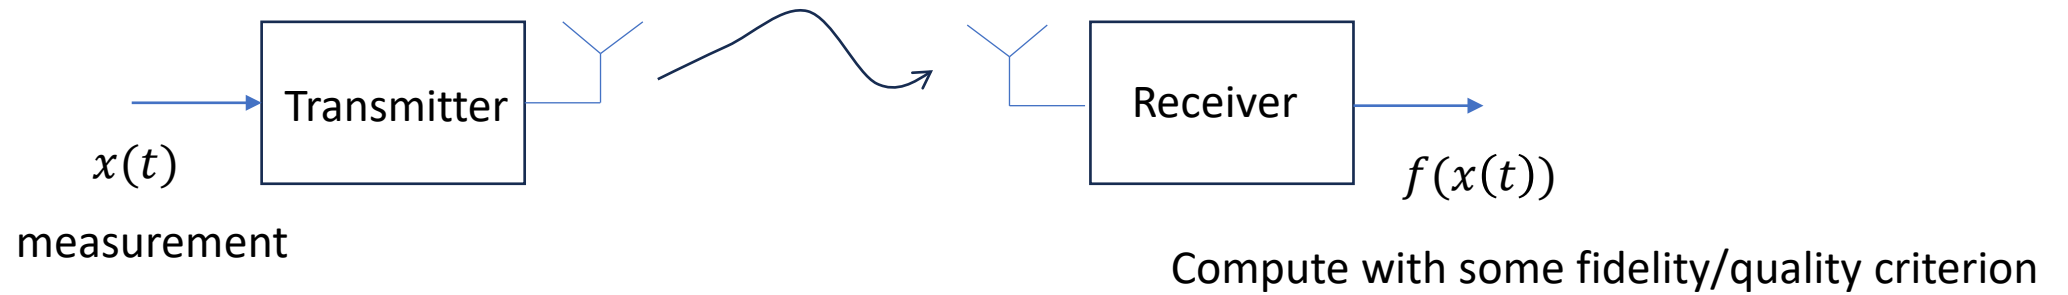 Transmitter
Receiver
x(t)
f(x(t))
measurement
Compute with some fidelity/quality criterion